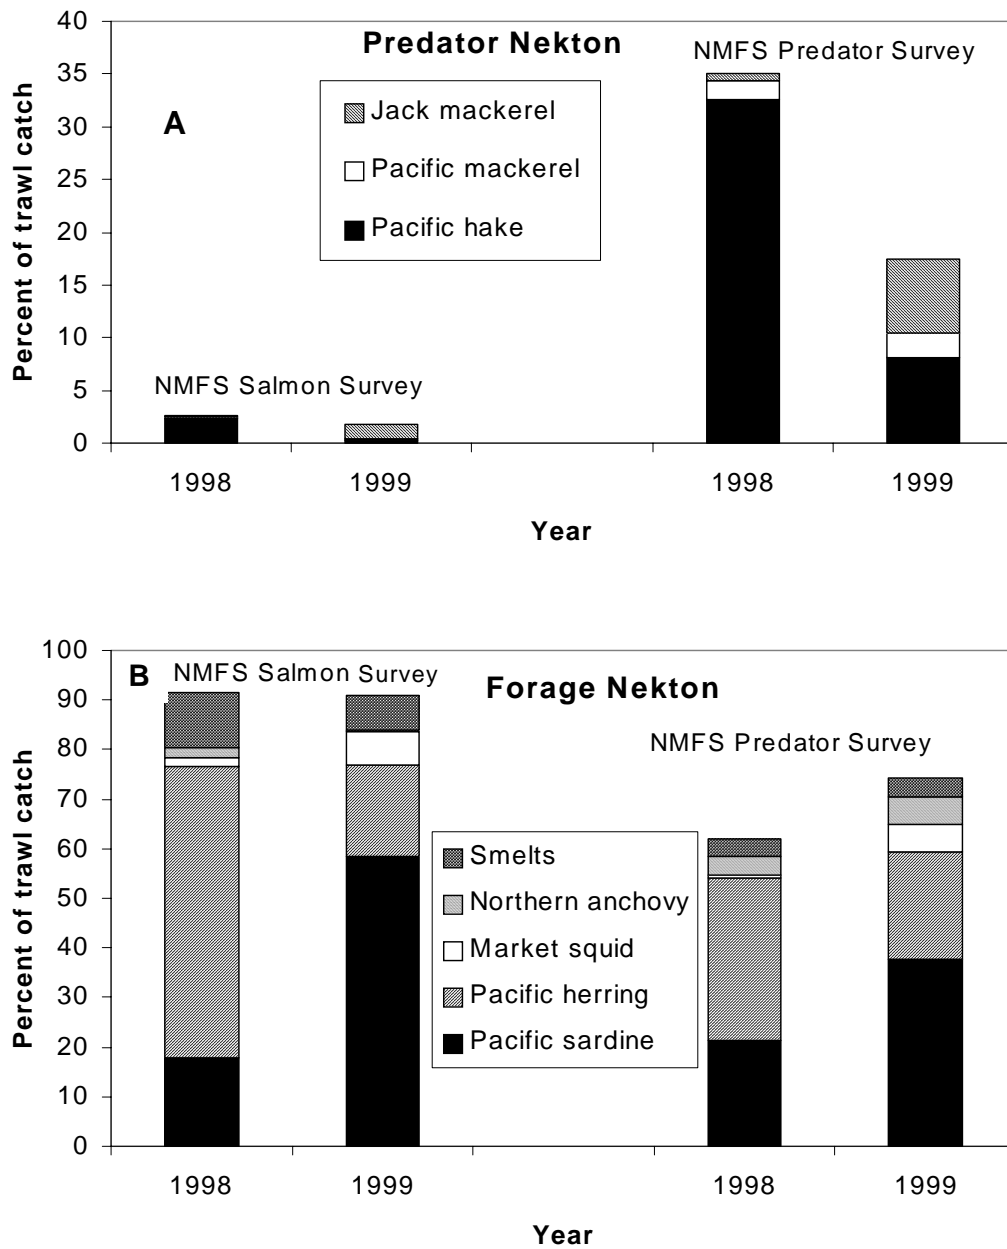 40
Predator Nekton
NMFS Predator Survey
35
30
A
Jack mackerel
25
Pacific mackerel
20
Pacific hake
15
10
NMFS Salmon Survey
5
0
Percent of trawl catch
1998
1999
1998
1999
Year
100
B
NMFS Salmon Survey
Forage Nekton
90
NMFS Predator Survey
80
70
60
Smelts
Northern anchovy
50
Market squid
40
Pacific herring
30
Pacific sardine
20
10
0
Percent of trawl catch
1998
1999
1998
1999
Year